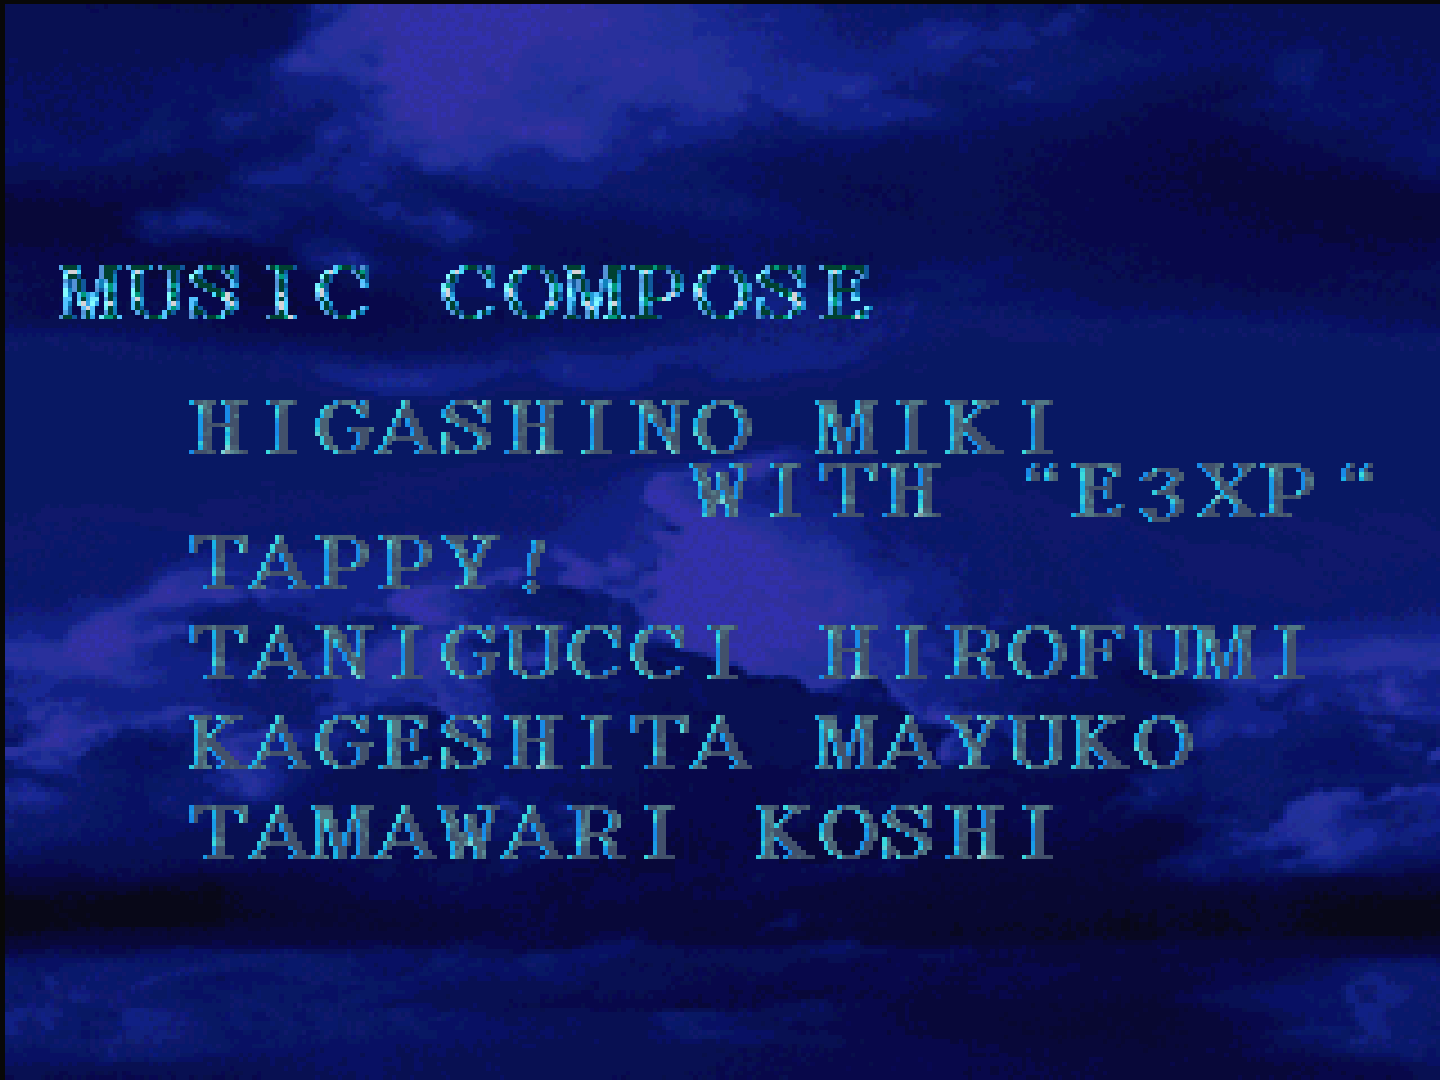 MUSIC COMPOSE
HIGASHINO MIKI
WITH “E3XP“
TAPPY!
TANIGUCCI HIROFUMI
KAGESHITA MAYUKO
TAMAWARI KOSHI